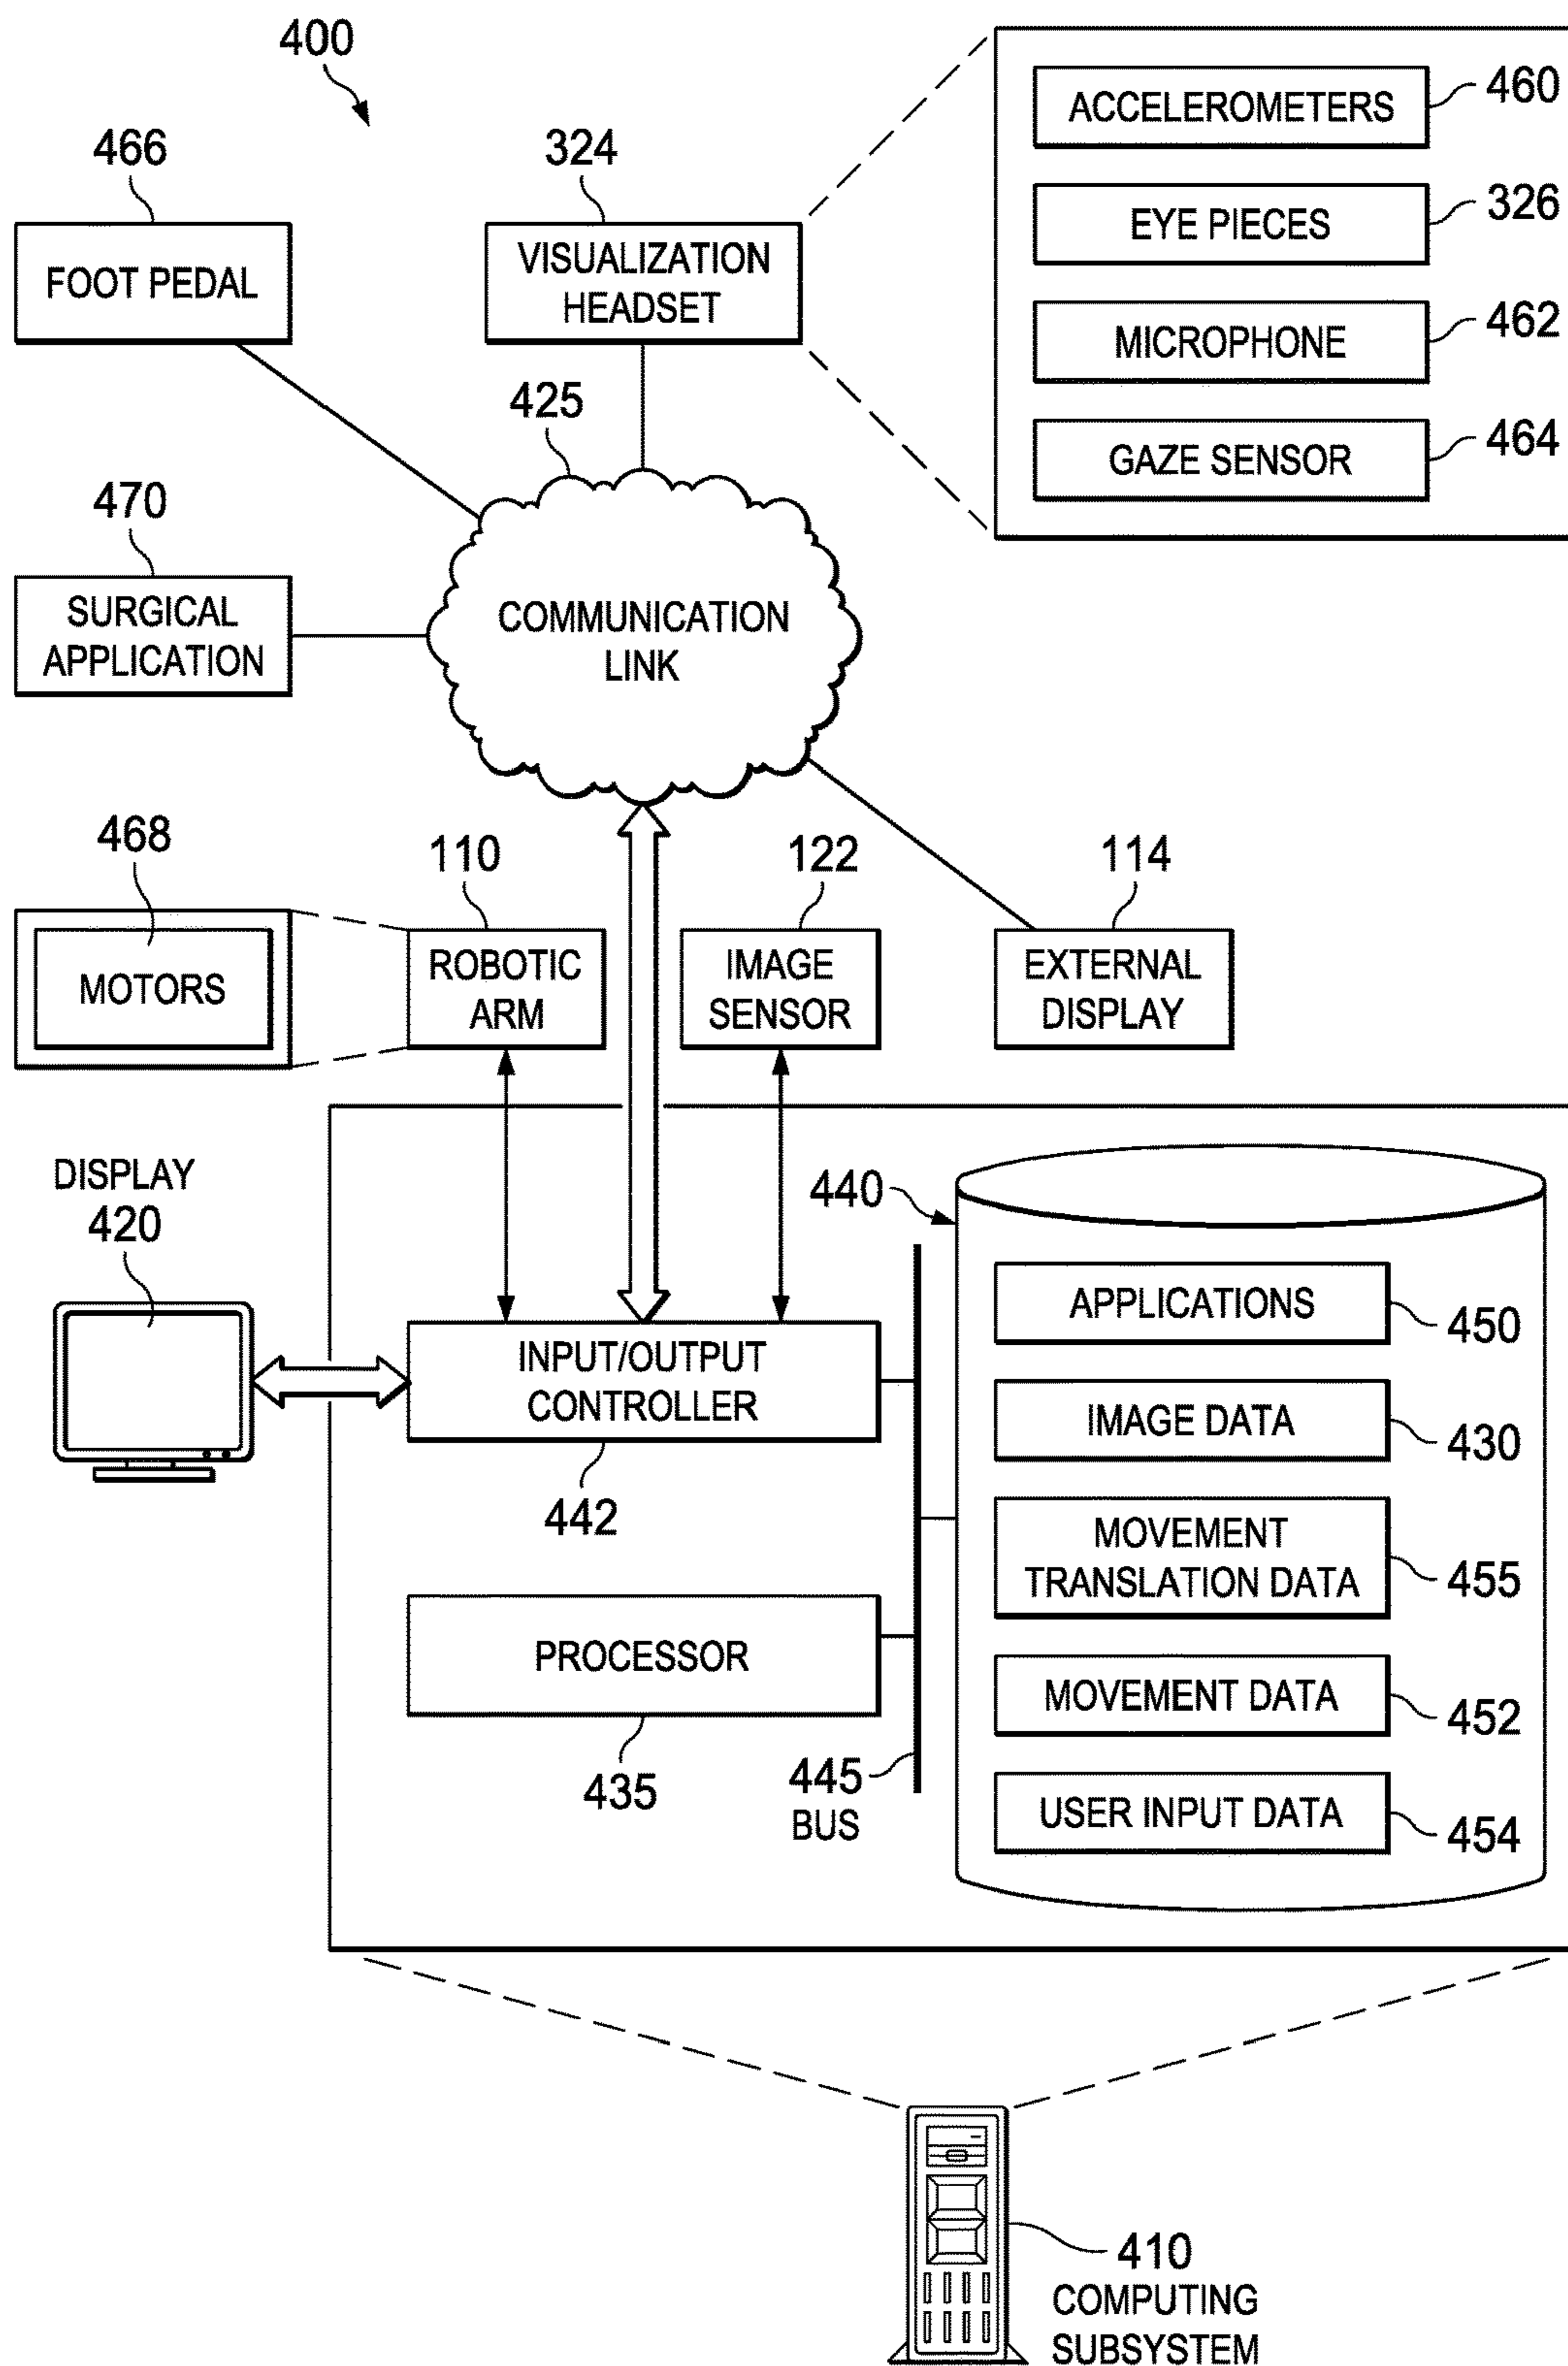 400
466
FOOT PEDAL
324
VISUALIZATION
HEADSET
ACCELEROMETERS
460
EYE PIECES
326
MICROPHONE
462
GAZE SENSOR
464
425
COMMUNICATION
LINK
470
SURGICAL
APPLICATION
468
MOTORS
110
ROBOTIC
ARM
122
IMAGE
SENSOR
114
EXTERNAL
DISPLAY
DISPLAY
420
INPUT/OUTPUT
CONTROLLER
442
PROCESSOR
435
445
BUS
440
APPLICATIONS
450
IMAGE DATA
430
MOVEMENT
TRANSLATION DATA
455
MOVEMENT DATA
452
USER INPUT DATA
454
410
COMPUTING
SUBSYSTEM